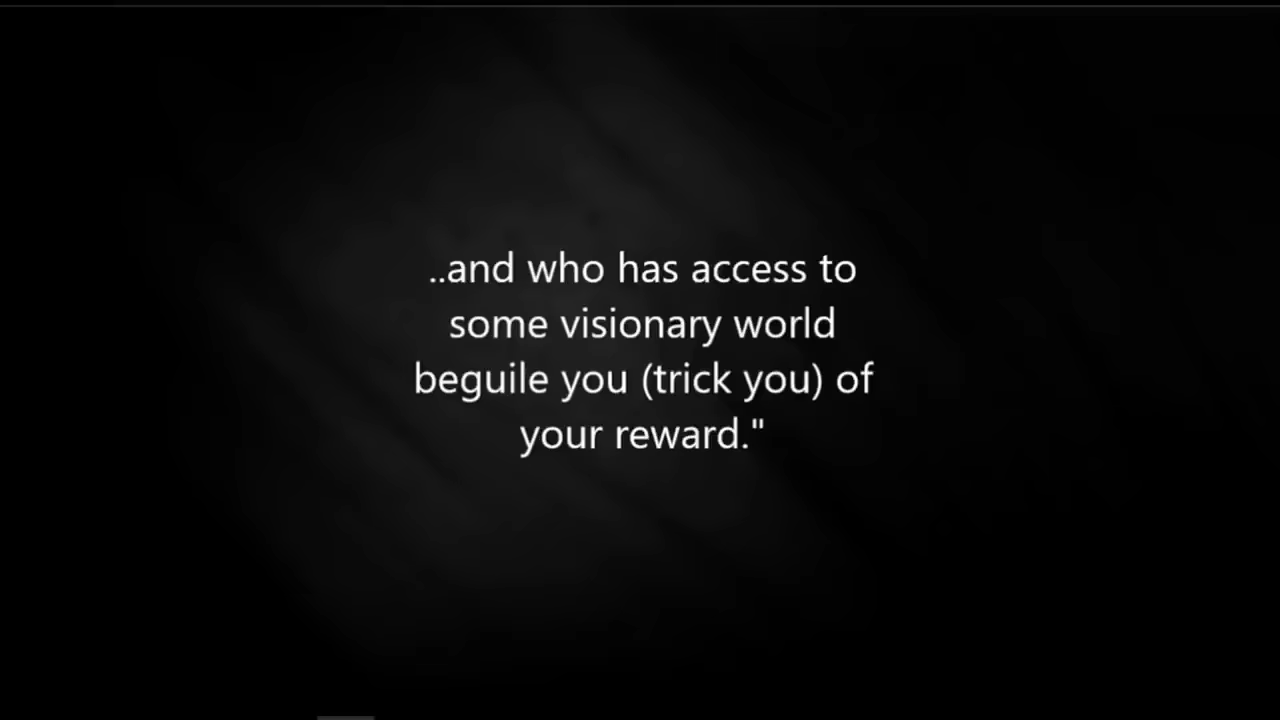 ..and who has access to
some visionary world
beguile you (trick you) of
your reward."